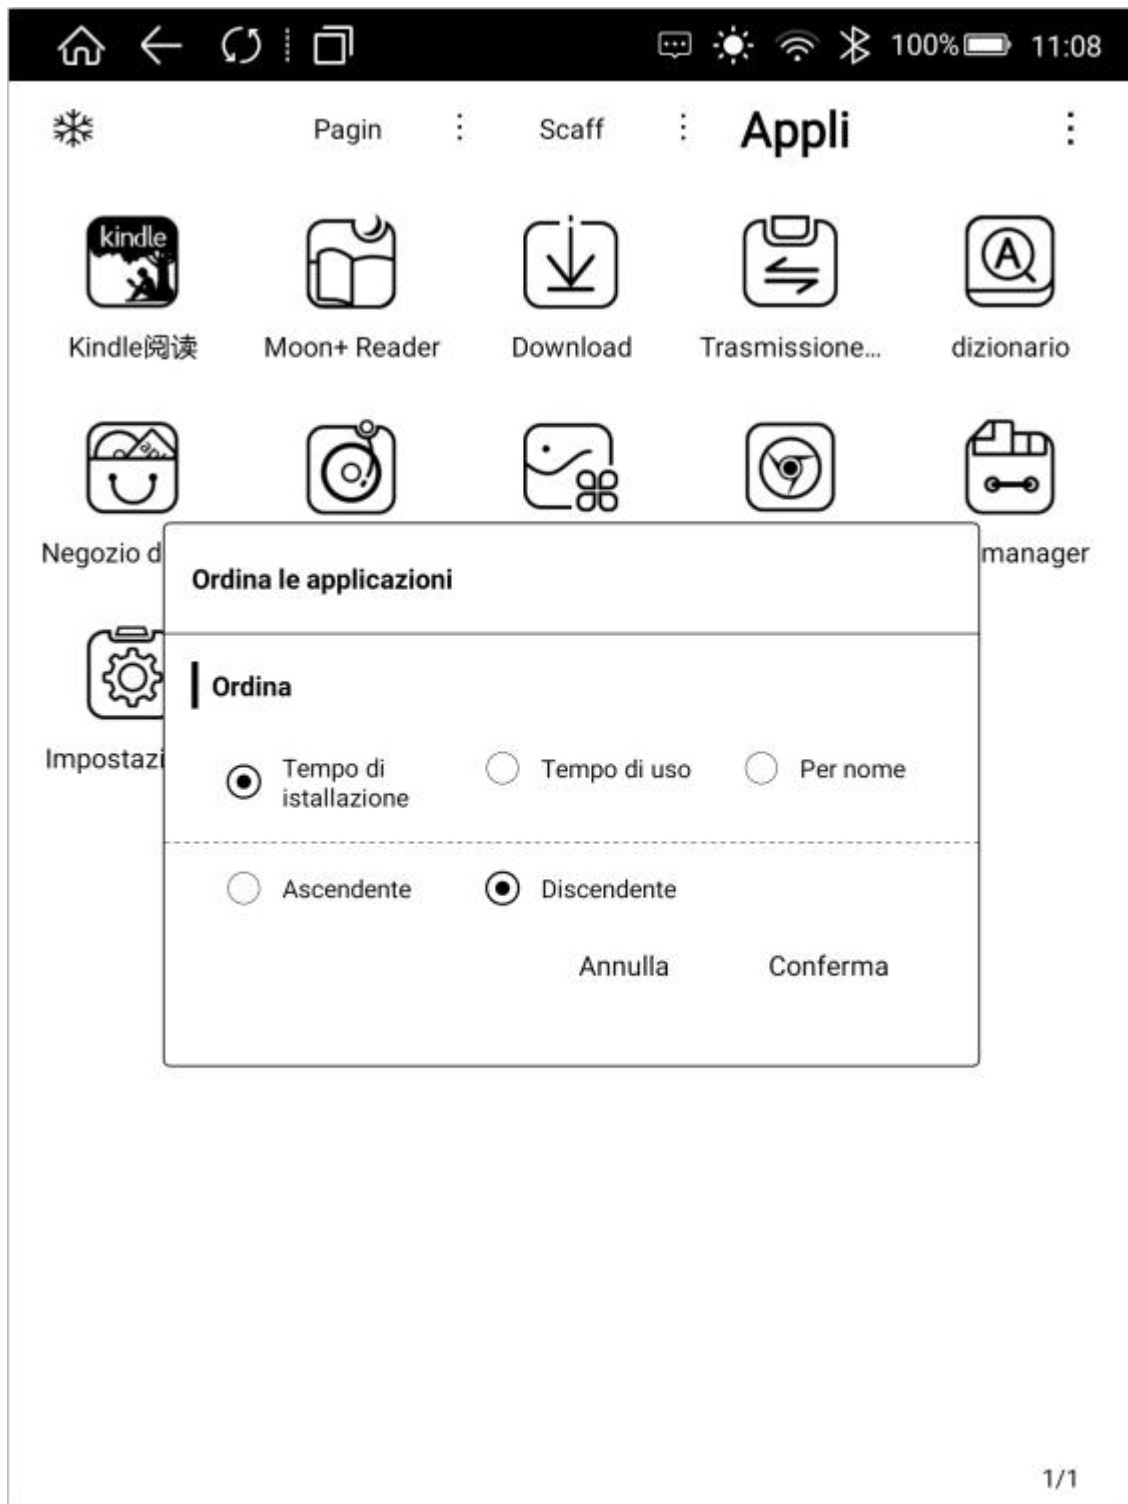 100% 11:08
Pagin Scaff Appli
kindle
Kindle阅读 Moon+ Reader Download Trasmissione... dizionario
Negozio d manager
Ordina le applicazioni
Ordina
Impostazi
Tempo di istallazione
Tempo di uso
Per nome
Ascendente Discendente
Annulla Conferma
1/1